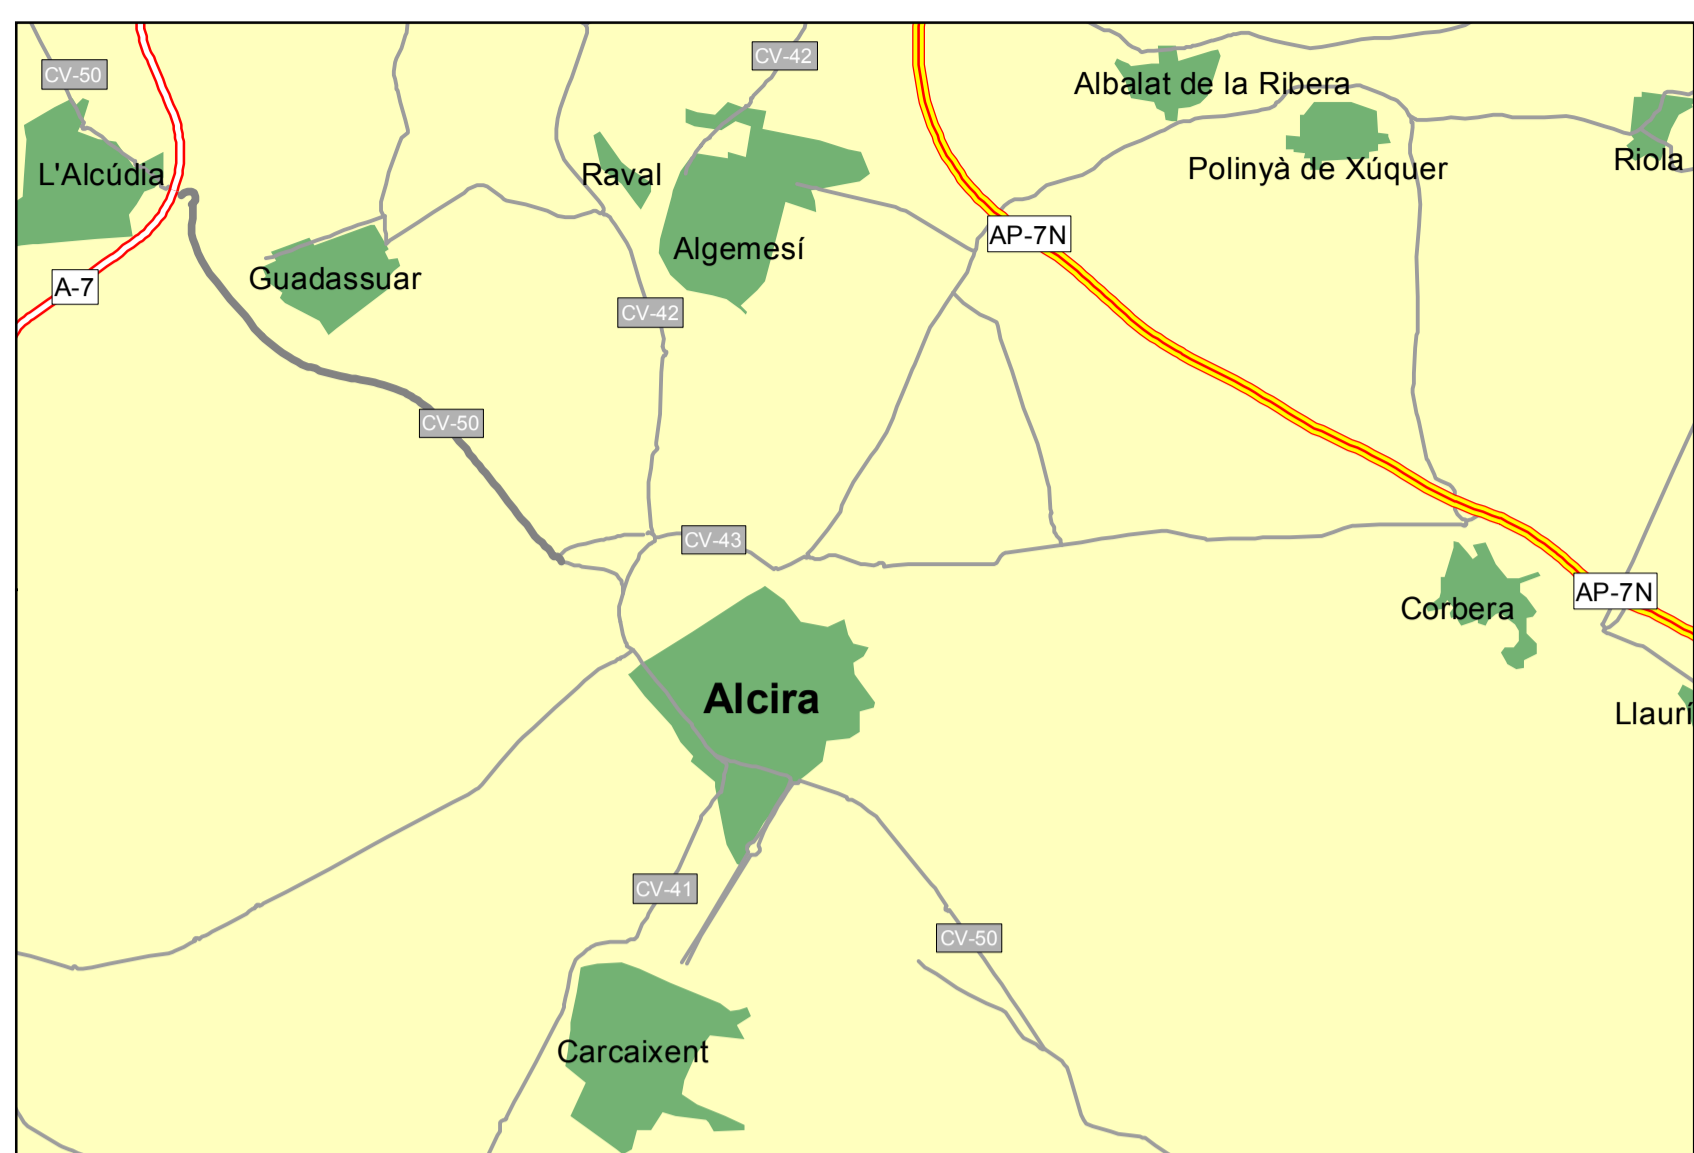 CV-42
CV-50
Albalat de la Ribera
Riola
L'Alcúdia
Raval
Polinyà de Xúquer
AP-7N
Algemesí
Guadassuar
A-7
CV-42
CV-50
CV-43
AP-7N
Corbera
Alcira
Llaurí
CV-41
CV-50
Carcaixent